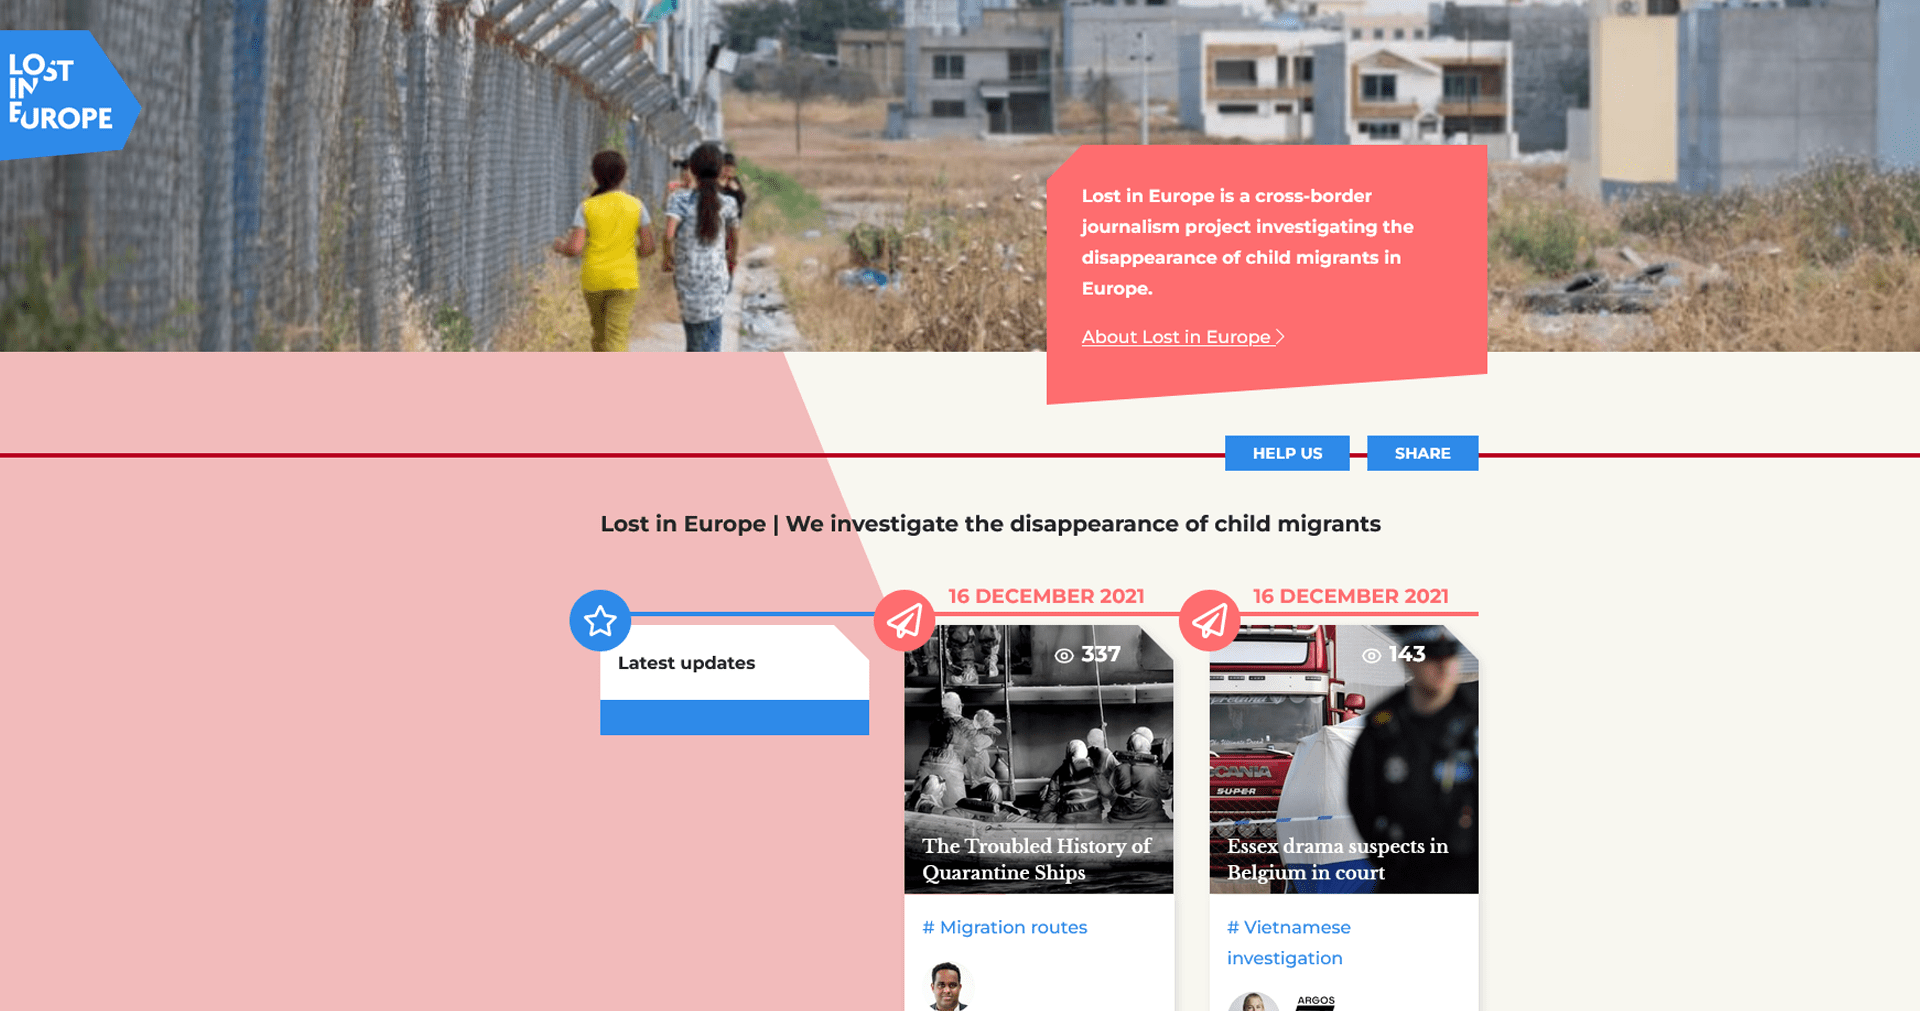 LOST
IN
EUROPE
Lost in Europe is a cross-border
journalism project investigating the
disappearance of child migrants in
Europe.
About Lost in Europe
HELP US
SHARE
Lost in Europe | We investigate the disappearance of child migrants
Latest updates
16 DECEMBER 2021
337
The Troubled History of
Quarantine Ships
# Migration routes
16 DECEMBER 2021
143
The Ultimate Dream
SCANIA
SUPER
Essex drama suspects in
Belgium in court
# Vietnamese
investigation
ARGOS